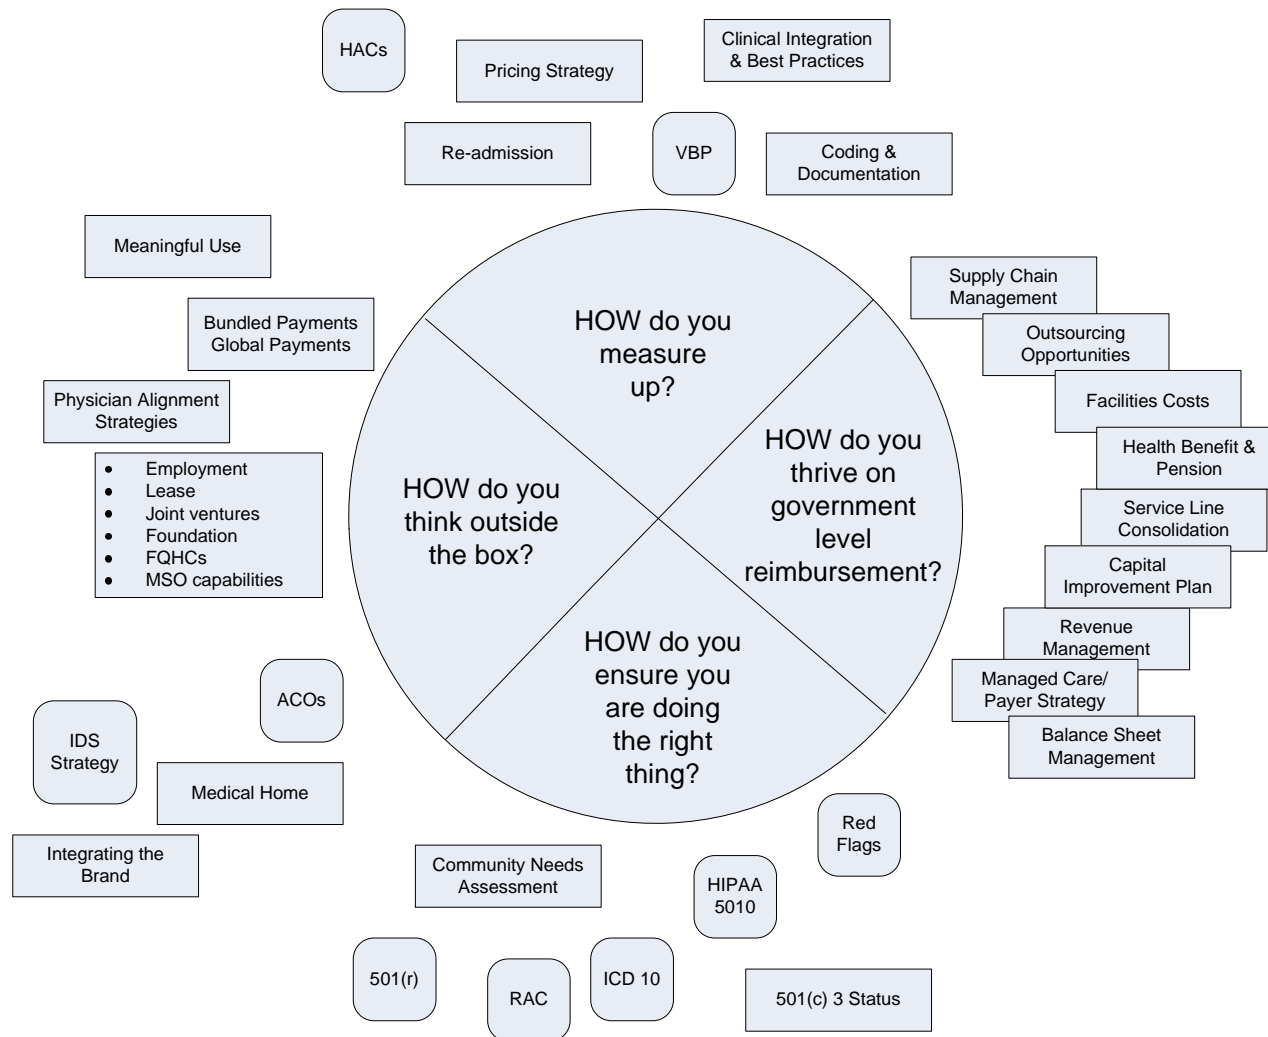 HACs
Pricing Strategy
Clinical Integration
& Best Practices
Re-admission
VBP
Coding &
Documentation
Meaningful Use
Bundled Payments
Global Payments
Physician Alignment
Strategies
• Employment
• Lease
• Joint ventures
• Foundation
• FQHCs
• MSO capabilities
HOW do you
measure
up?
HOW do you
think outside
the box?
HOW do you
thrive on
government
level
reimbursement?
HOW do you
ensure you
are doing
the right
thing?
Supply Chain
Management
Outsourcing
Opportunities
Facilities Costs
Health Benefit &
Pension
Service Line
Consolidation
Capital
Improvement Plan
Revenue
Management
Managed Care/
Payer Strategy
Balance Sheet
Management
ACOs
IDS
Strategy
Medical Home
Integrating the
Brand
Community Needs
Assessment
Red
Flags
HIPAA
5010
501(r)
RAC
ICD 10
501(c) 3 Status